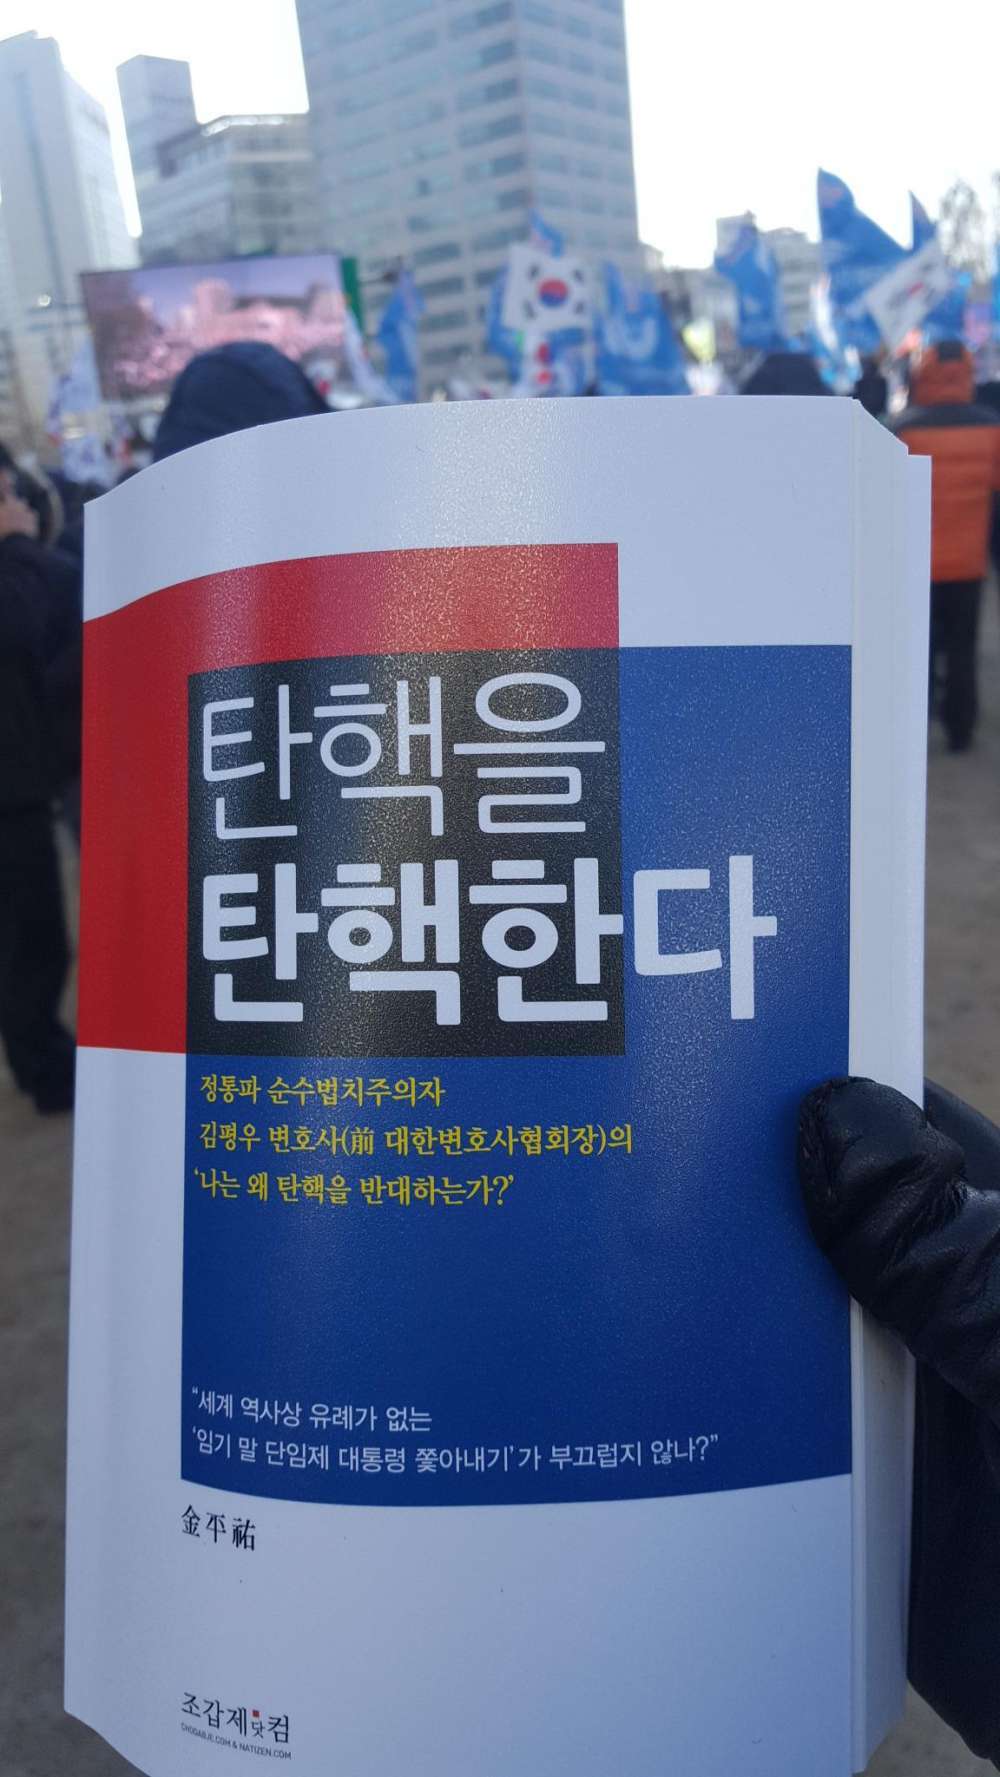 탄핵을
탄핵한다
정통파 순수법치주의자
김평우 변호사(前 대한변호사협회장)의
‘나는 왜 탄핵을 반대하는가?’
“세계 역사상 유례가 없는
‘임기 말 단임제 대통령 쫓아내기’가 부끄럽지 않나?”
金平祐
조갑제닷컴
CHOGABJE.COM & NATIZEN.COM